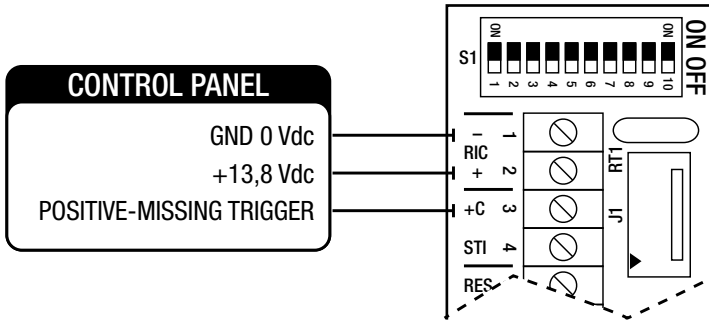 CONTROL PANEL
GND 0 Vdc
+13,8 Vdc
POSITIVE-MISSING TRIGGER
S1
ON
ON
1 2 3 4 5 6 7 8 9 10
ON OFF
− 1
RIC
+ 2
+C 3
STI 4
RES
RT1
J1